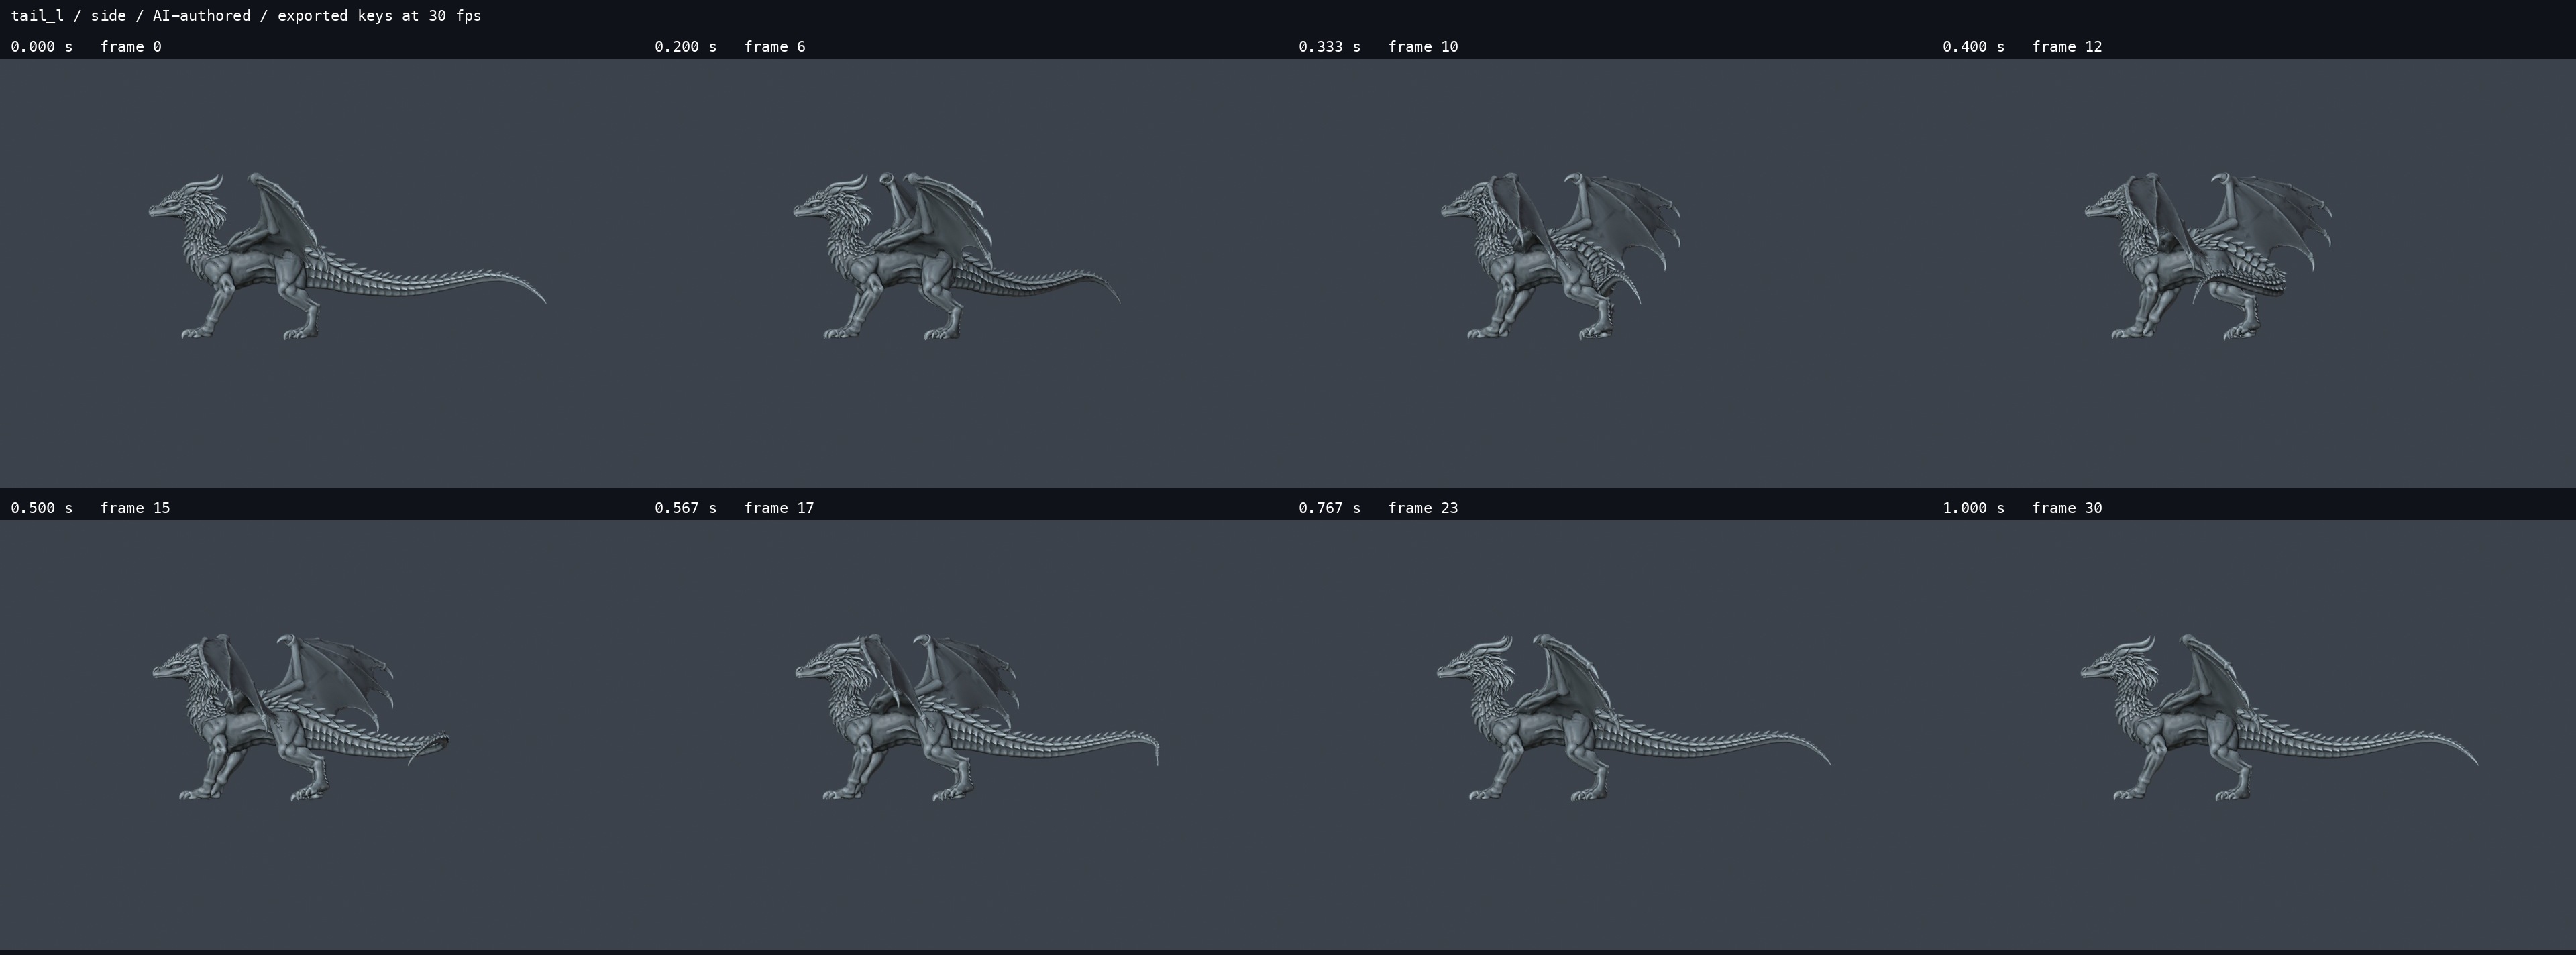 tail_l / side / AI-authored / exported keys at 30 fps
0.000 s   frame 0
0.200 s   frame 6
0.333 s   frame 10
0.400 s   frame 12
0.500 s   frame 15
0.567 s   frame 17
0.767 s   frame 23
1.000 s   frame 30